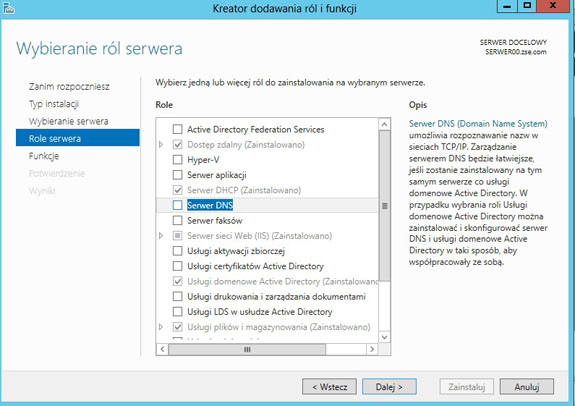 Kreator dodawania ról i funkcji
Wybieranie ról serwera
SERWER DOCELOWY
SERWER00.zse.com
Zanim rozpoczniesz
Typ instalacji
Wybieranie serwera
Role serwera
Funkcje
Potwierdzenie
Wyniki
Wybierz jedną lub więcej ról do zainstalowania na wybranym serwerze.
Role
Active Directory Federation Services
Dostęp zdalny (Zainstalowano)
Hyper-V
Serwer aplikacji
Serwer DHCP (Zainstalowano)
Serwer DNS
Serwer faksów
Serwer sieci Web (IIS) (Zainstalowano)
Usługi aktywacji zbiorczej
Usługi certyfikatów Active Directory
Usługi domenowe Active Directory (Zainstalowano
Usługi drukowania i zarządzania dokumentami
Usługi LDS w usłudze Active Directory
Usługi plików i magazynowania (Zainstalowano)
Opis
Serwer DNS (Domain Name System)
umożliwia rozpoznawanie nazw w
sieciach TCP/IP. Zarządzanie
serwerem DNS będzie łatwiejsze,
jeśli zostanie zainstalowany na tym
samym serwerze co usługi
domenowe Active Directory. W
przypadku wybrania roli Usługi
domenowe Active Directory można
zainstalować i skonfigurować serwer
DNS i usługi domenowe Active
Directory w taki sposób, aby
współpracowały ze sobą.
< Wstecz
Dalej >
Zainstaluj
Anuluj